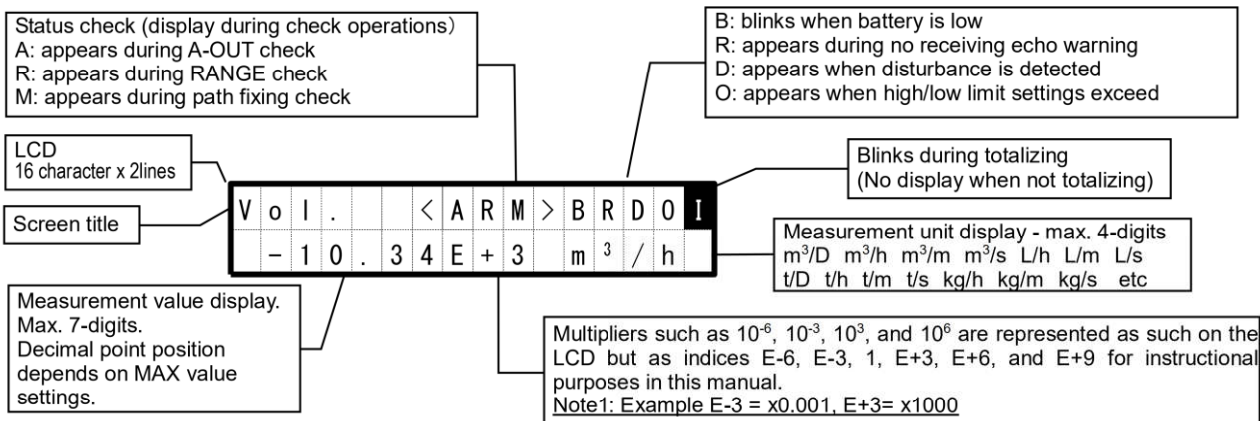 Status check (display during check operations)
A: appears during A-OUT check
R: appears during RANGE check
M: appears during path fixing check
B: blinks when battery is low
R: appears during no receiving echo warning
D: appears when disturbance is detected
O: appears when high/low limit settings exceed
LCD
16 character x 2lines
Blinks during totalizing
(No display when not totalizing)
Screen title
Vol. <ARM>BRDO I
-10.34E+3 m³/h
Measurement unit display - max. 4-digits
m³/D m³/h m³/m m³/s L/h L/m L/s
t/D t/h t/m t/s kg/h kg/m kg/s etc
Measurement value display.
Max. 7-digits.
Decimal point position
depends on MAX value
settings.
Multipliers such as 10⁻⁶, 10⁻³, 10³, and 10⁶ are represented as such on the
LCD but as indices E-6, E-3, 1, E+3, E+6, and E+9 for instructional
purposes in this manual.
Note1: Example E-3 = x0.001, E+3= x1000